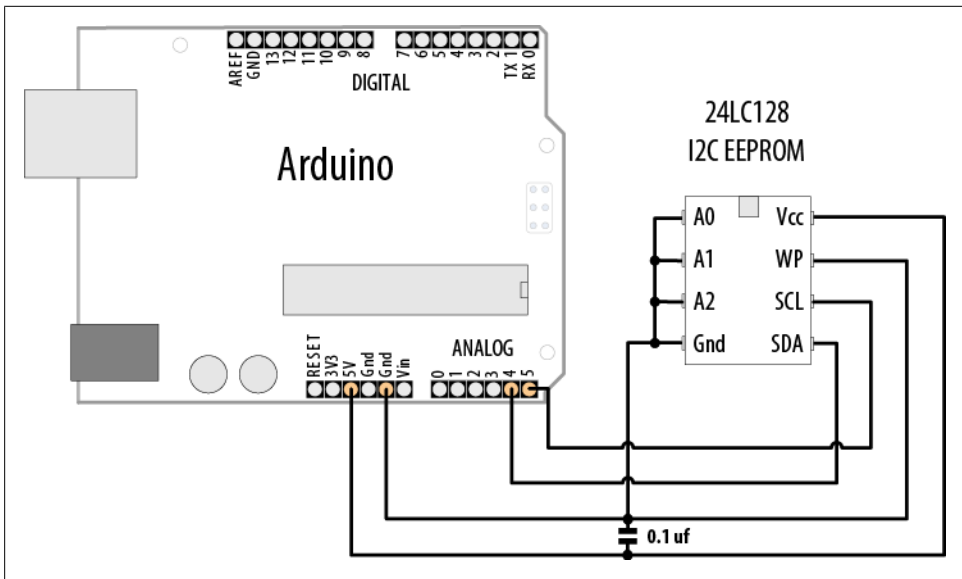 AREF
GND
13
12
11
10
9
8
7
6
5
4
3
2
TX 1
RX 0
DIGITAL
Arduino
24LC128
I2C EEPROM
A0 Vcc
A1 WP
A2 SCL
Gnd SDA
ANALOG
RESET
3V3
5V
Gnd
Gnd
Vin
0
1
2
3
4
5
0.1 uf